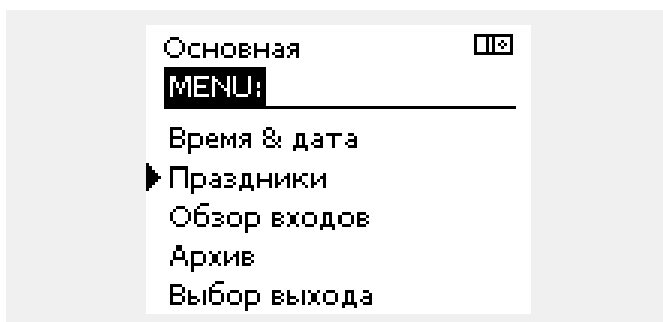 Основная
MENU:
Время & дата
Праздники
Обзор входов
Архив
Выбор выхода